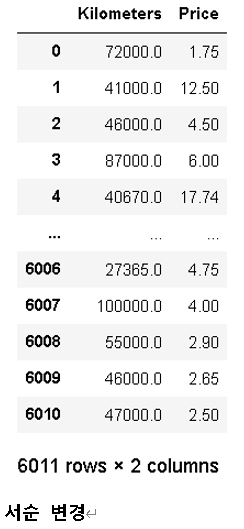 Kilometers Price
0 72000.0 1.75
1 41000.0 12.50
2 46000.0 4.50
3 87000.0 6.00
4 40670.0 17.74
... ... ...
6006 27365.0 4.75
6007 100000.0 4.00
6008 55000.0 2.90
6009 46000.0 2.65
6010 47000.0 2.50
6011 rows × 2 columns
서순 변경↵